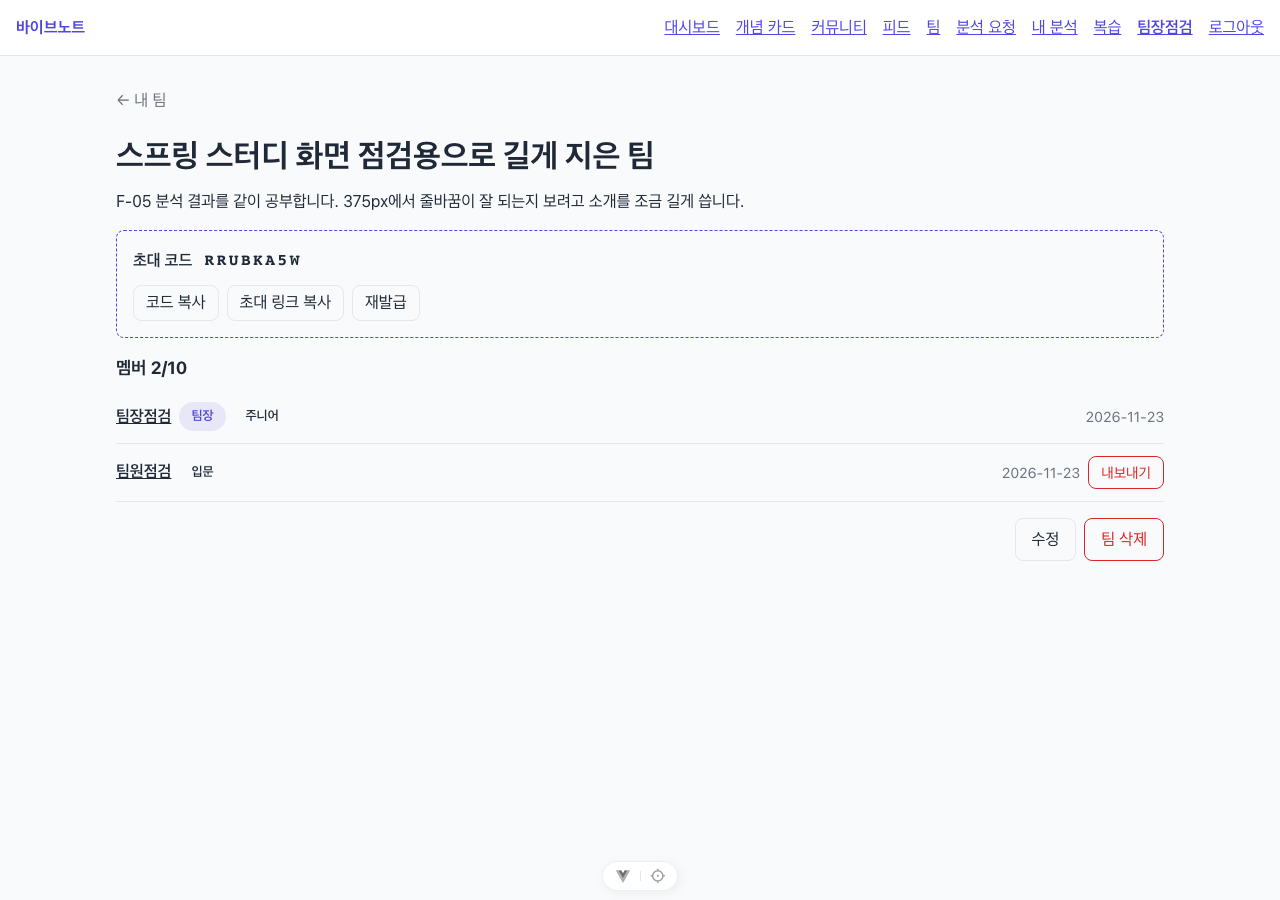 바이브노트
대시보드 개념 카드 커뮤니티 피드 팀 분석 요청 내 분석 복습 팀장점검 로그아웃
← 내 팀
스프링 스터디 화면 점검용으로 길게 지은 팀
F-05 분석 결과를 같이 공부합니다. 375px에서 줄바꿈이 잘 되는지 보려고 소개를 조금 길게 씁니다.
초대 코드 RRUBKA5W
코드 복사 초대 링크 복사 재발급
멤버 2/10
팀장점검 팀장 주니어 2026-11-23
팀원점검 입문 2026-11-23 내보내기
수정 팀 삭제